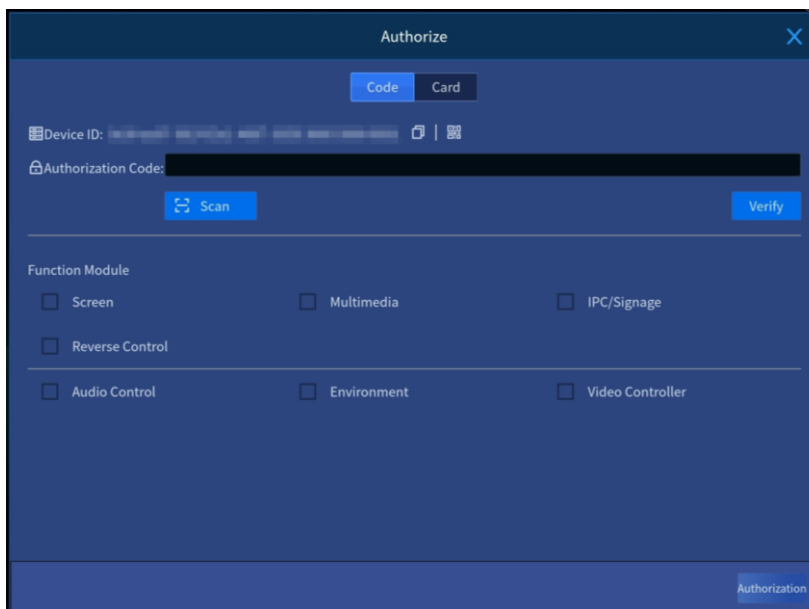 Authorize
Code Card
Device ID:
Authorization Code:
Scan Verify
Function Module
Screen Multimedia IPC/Signage
Reverse Control
Audio Control Environment Video Controller
Authorization